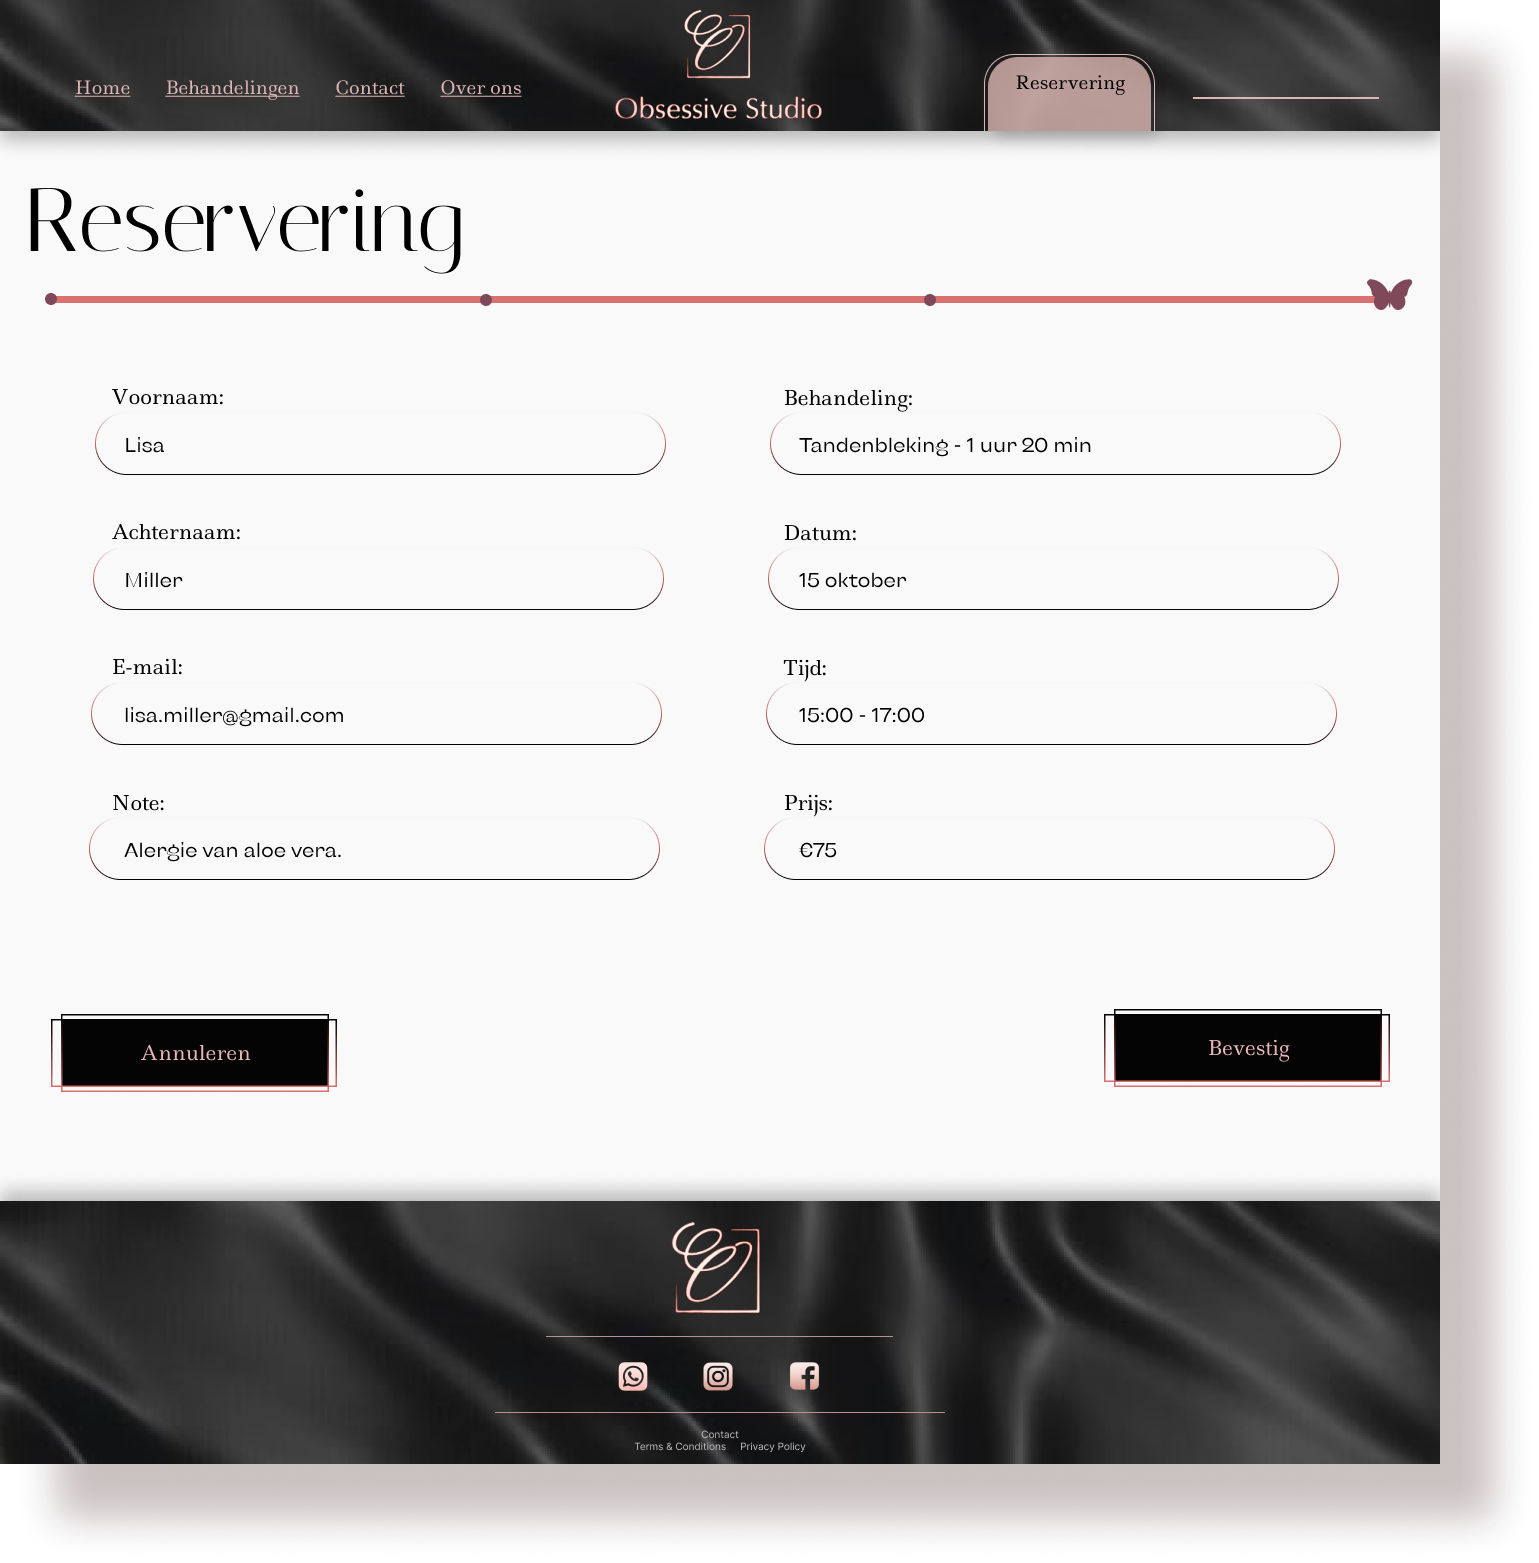 Home Behandelingen Contact Over ons
Obsessive Studio
Reservering
Reservering
Voornaam:
Lisa
Behandeling:
Tandenbleking - 1 uur 20 min
Achternaam:
Miller
Datum:
15 oktober
E-mail:
lisa.miller@gmail.com
Tijd:
15:00 - 17:00
Note:
Alergie van aloe vera.
Prijs:
€75
Annuleren
Bevestig
Contact
Terms & Conditions Privacy Policy